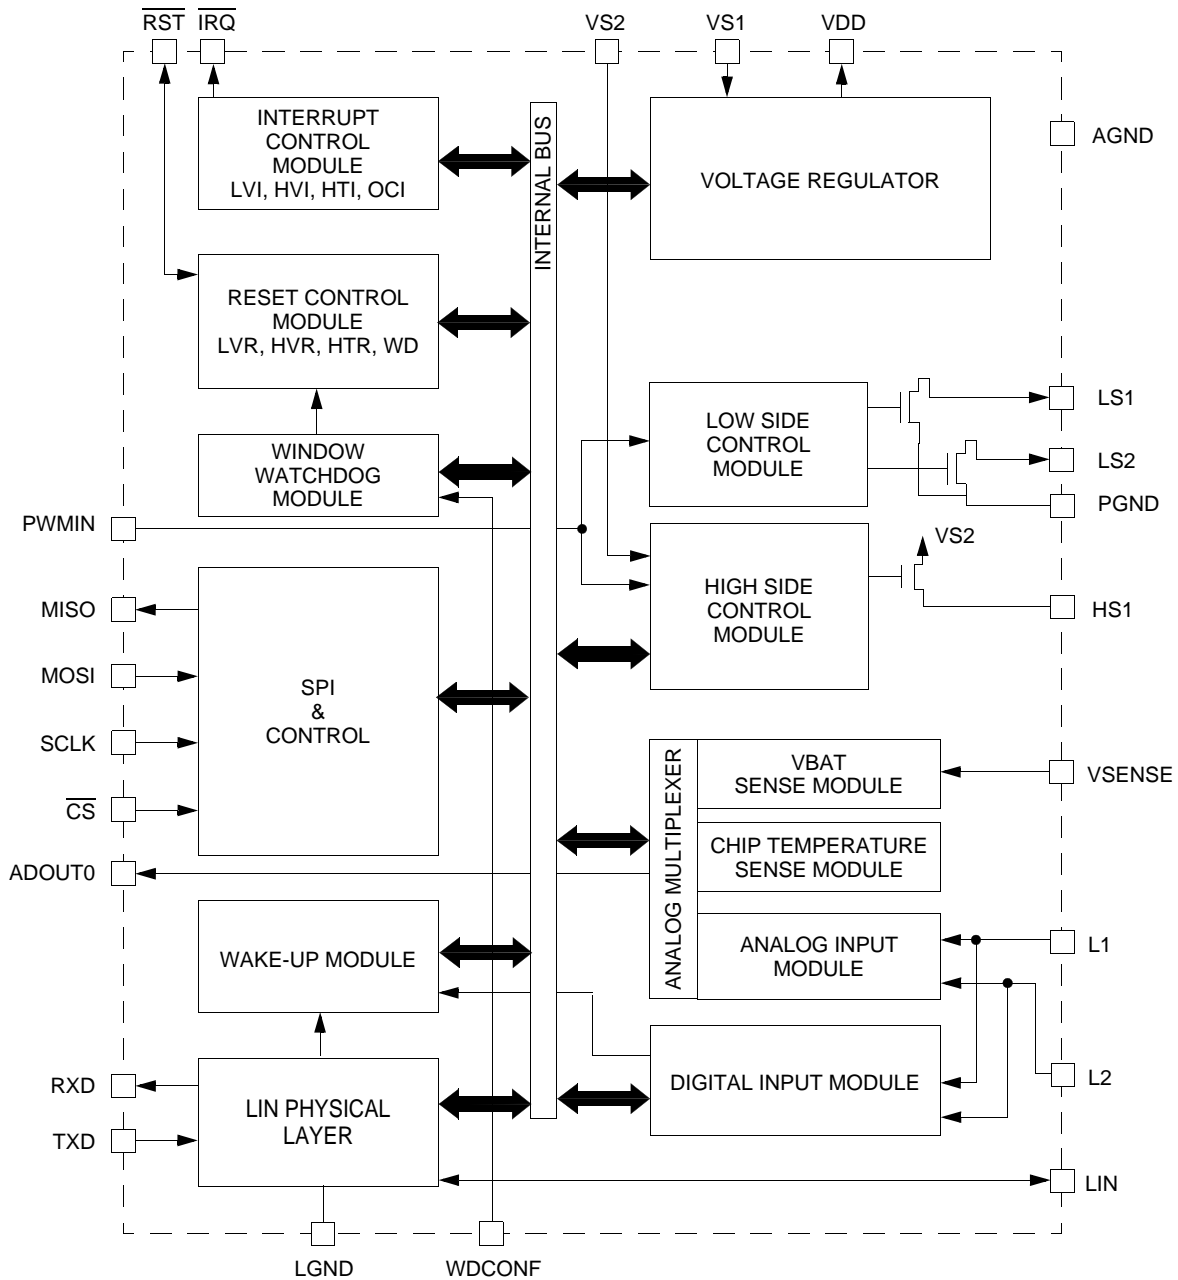 RST IRQ VS2 VS1 VDD
INTERRUPT
CONTROL
MODULE
LVI, HVI, HTI, OCI
INTERNAL BUS
VOLTAGE REGULATOR
AGND
RESET CONTROL
MODULE
LVR, HVR, HTR, WD
LOW SIDE
CONTROL
MODULE
LS1
LS2
PGND
WINDOW
WATCHDOG
MODULE
PWMIN
VS2
HIGH SIDE
CONTROL
MODULE
HS1
MISO
MOSI
SCLK
CS
SPI
&
CONTROL
ANALOG MULTIPLEXER
VBAT
SENSE MODULE
VSENSE
CHIP TEMPERATURE
SENSE MODULE
ADOUT0
ANALOG INPUT
MODULE
L1
WAKE-UP MODULE
DIGITAL INPUT MODULE
L2
RXD
TXD
LIN PHYSICAL
LAYER
LIN
LGND WDCONF